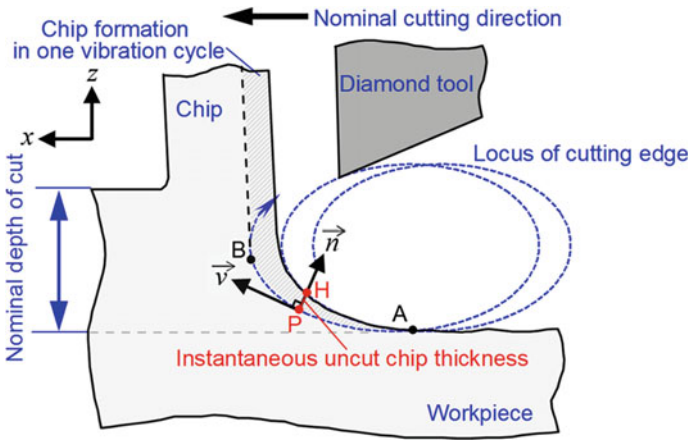 Nominal cutting direction
Chip formation
in one vibration cycle
z
x
Chip
Diamond tool
Locus of cutting edge
Nominal depth of cut
B
v
n
H
P
A
Instantaneous uncut chip thickness
Workpiece